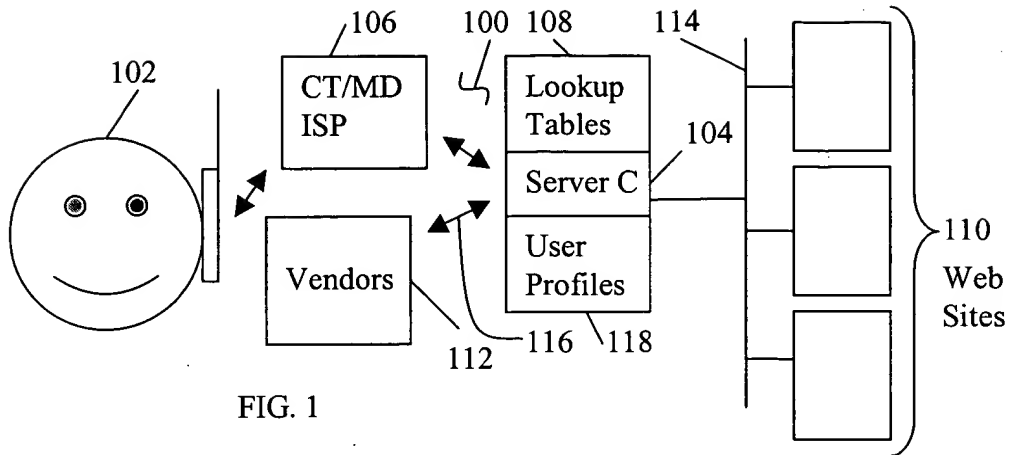 106
100
108
114
102
CT/MD
ISP
Lookup
Tables
104
Server C
User
Profiles
Vendors
110
Web
Sites
112
116
118
FIG. 1